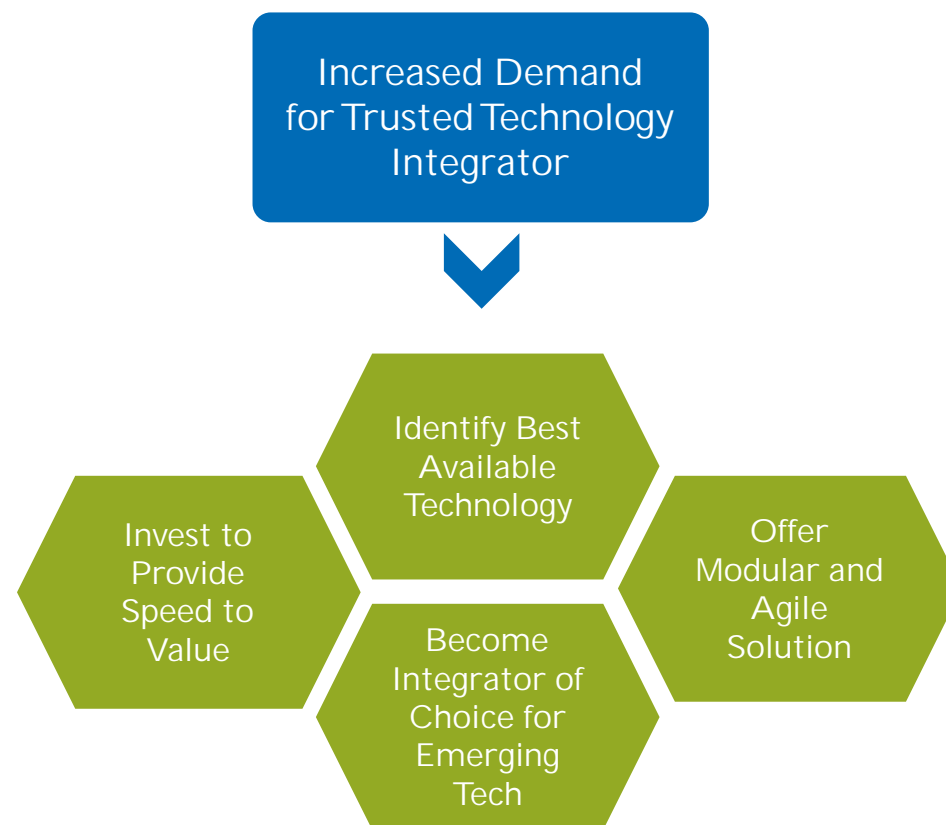 Increased Demand
for Trusted Technology
Integrator
Identify Best
Available
Technology
Invest to
Provide
Speed to
Value
Offer
Modular and
Agile
Solution
Become
Integrator of
Choice for
Emerging
Tech